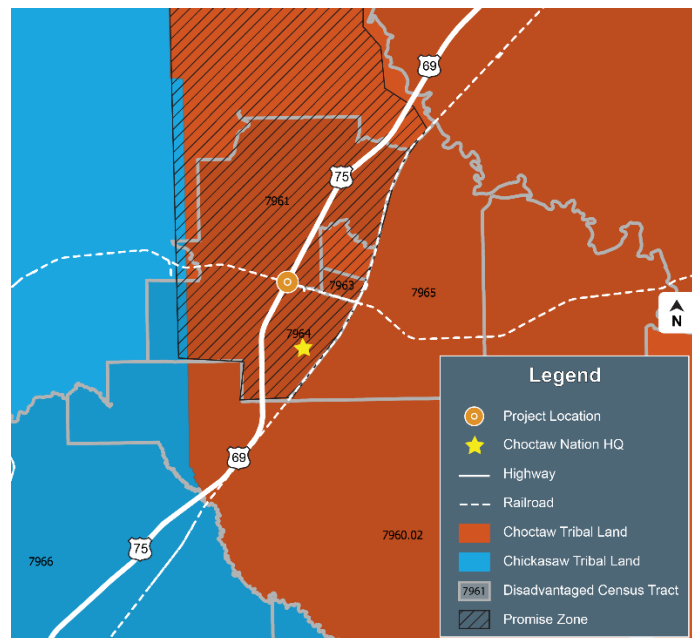 69
75
7961
7963
7965
7964
N
69
75
7966
7960.02
Legend
Project Location
Choctaw Nation HQ
Highway
Railroad
Choctaw Tribal Land
Chickasaw Tribal Land
7961 Disadvantaged Census Tract
Promise Zone